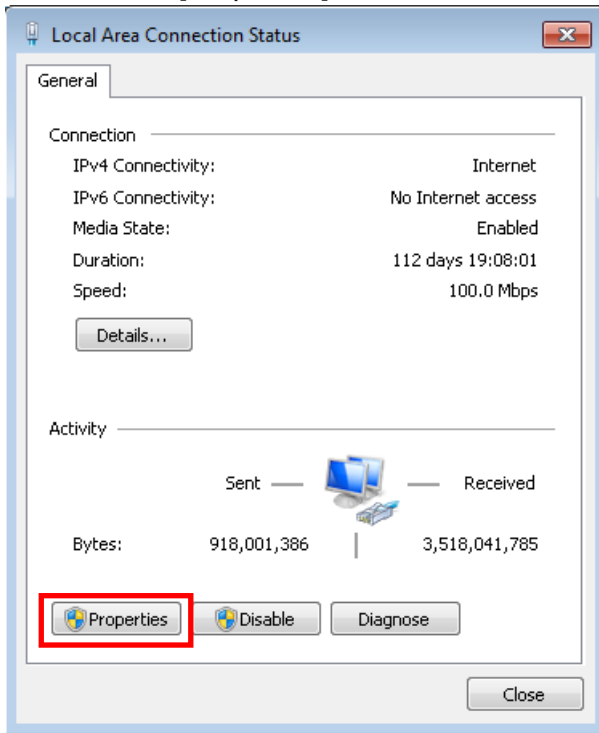 Local Area Connection Status
General
Connection
IPv4 Connectivity: Internet
IPv6 Connectivity: No Internet access
Media State: Enabled
Duration: 112 days 19:08:01
Speed: 100.0 Mbps
Details...
Activity
Sent Received
Bytes: 918,001,386 3,518,041,785
Properties Disable Diagnose
Close